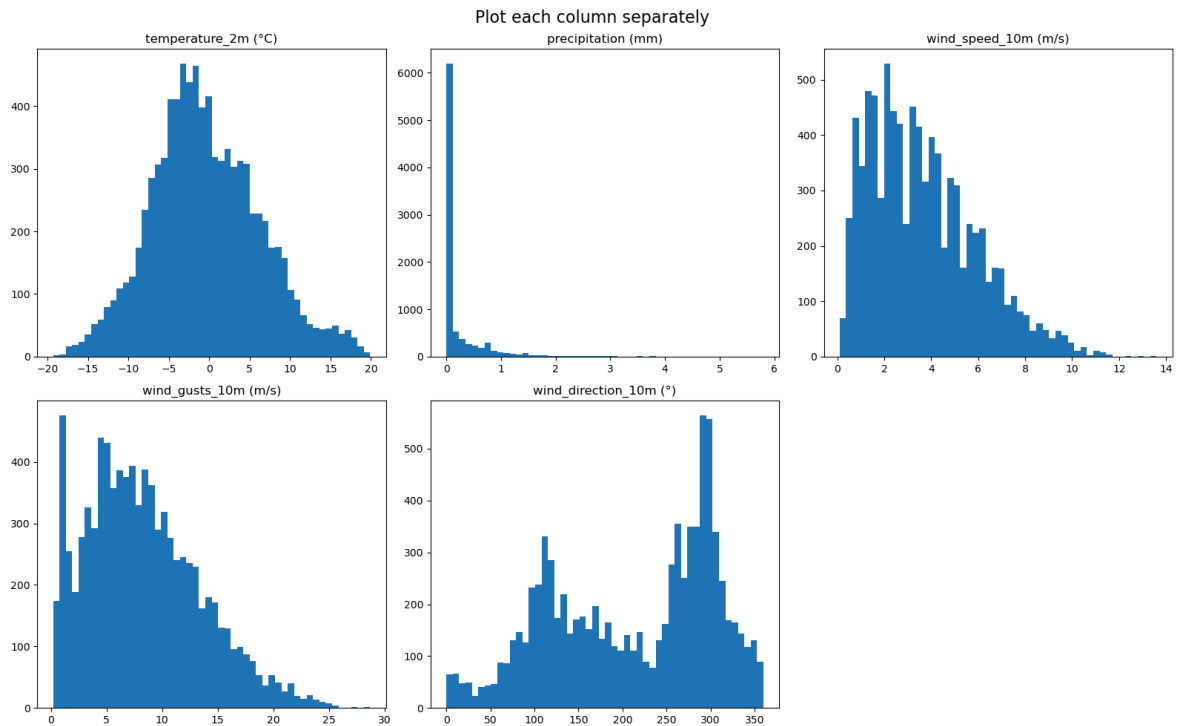 Plot each column separately
temperature_2m (°C)
precipitation (mm)
wind_speed_10m (m/s)
400
300
200
100
0
−20 −15 −10 −5 0 5 10 15 20
6000
5000
4000
3000
2000
1000
0
0 1 2 3 4 5 6
500
400
300
200
100
0
0 2 4 6 8 10 12 14
wind_gusts_10m (m/s)
wind_direction_10m (°)
400
300
200
100
0
0 5 10 15 20 25 30
500
400
300
200
100
0
0 50 100 150 200 250 300 350